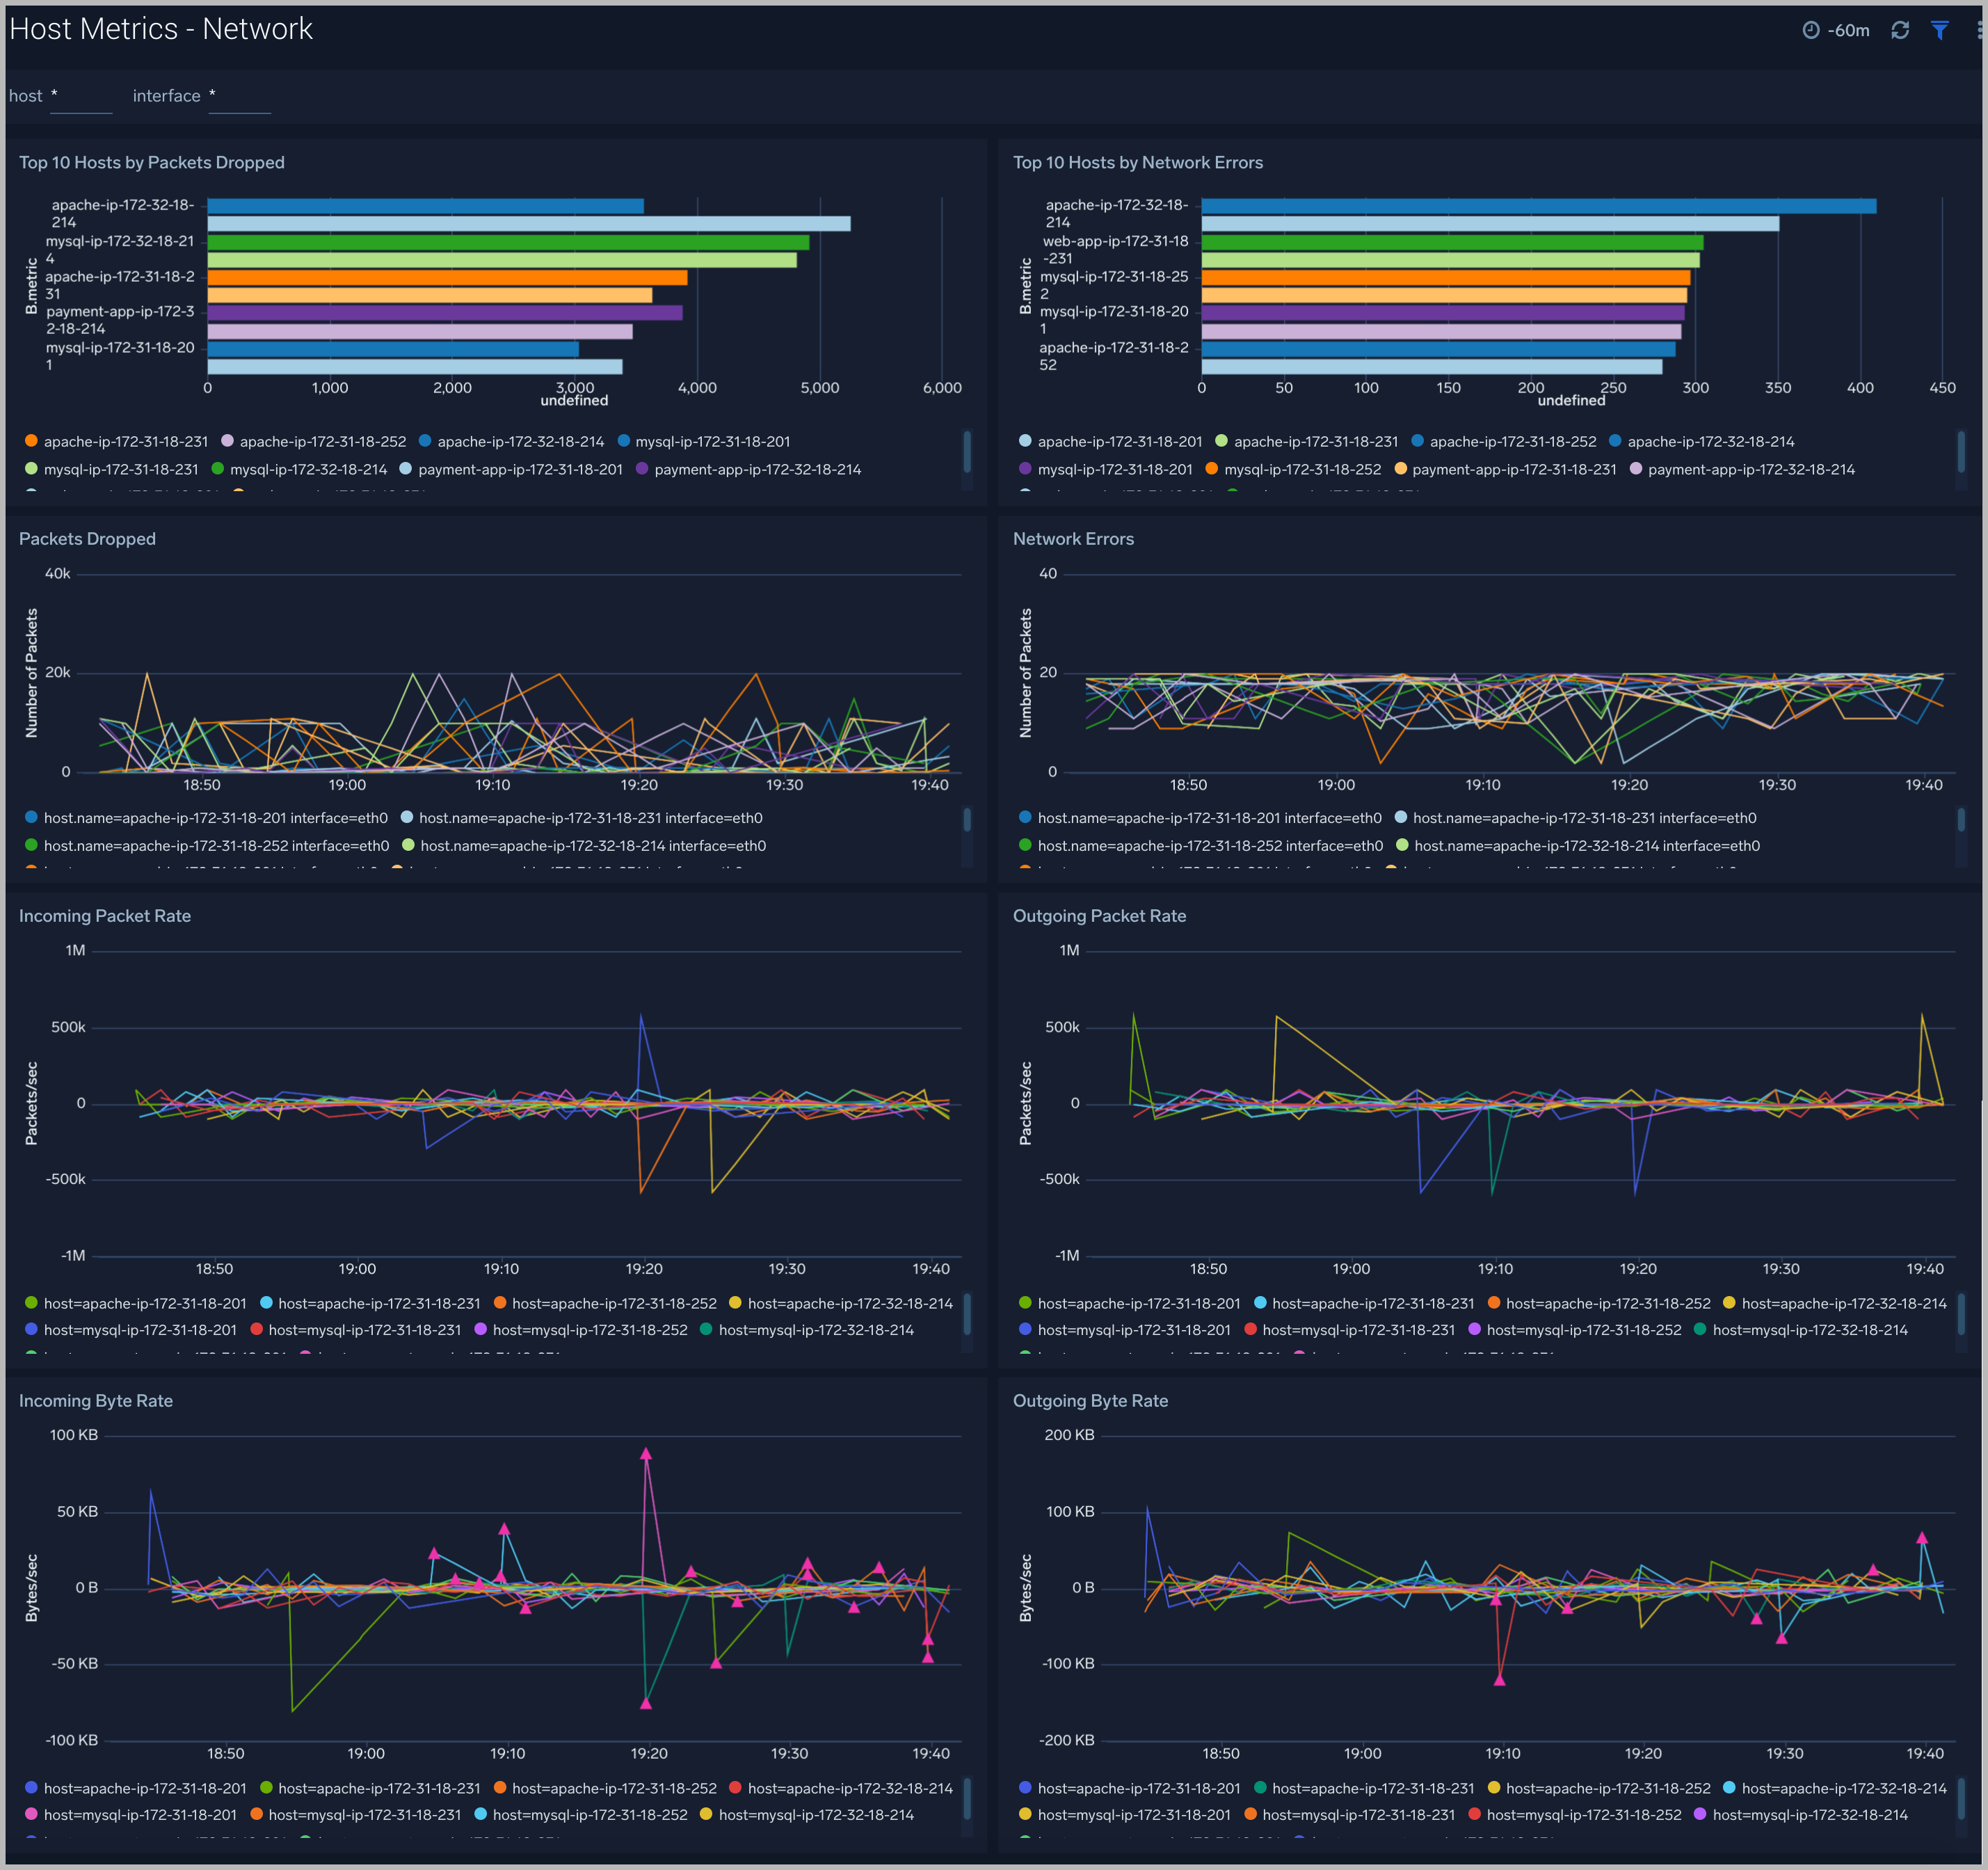 Host Metrics - Network
-60m
host * interface *
Top 10 Hosts by Packets Dropped
B.metric
apache-ip-172-32-18-
214
mysql-ip-172-32-18-21
4
apache-ip-172-31-18-2
31
payment-app-ip-172-3
2-18-214
mysql-ip-172-31-18-20
1
0 1,000 2,000 3,000 4,000 5,000 6,000
undefined
apache-ip-172-31-18-231 apache-ip-172-31-18-252 apache-ip-172-32-18-214 mysql-ip-172-31-18-201
mysql-ip-172-31-18-231 mysql-ip-172-32-18-214 payment-app-ip-172-31-18-201 payment-app-ip-172-32-18-214
Top 10 Hosts by Network Errors
B.metric
apache-ip-172-32-18-
214
web-app-ip-172-31-18
-231
mysql-ip-172-31-18-25
2
mysql-ip-172-31-18-20
1
apache-ip-172-31-18-2
52
0 50 100 150 200 250 300 350 400 450
undefined
apache-ip-172-31-18-201 apache-ip-172-31-18-231 apache-ip-172-31-18-252 apache-ip-172-32-18-214
mysql-ip-172-31-18-201 mysql-ip-172-31-18-252 payment-app-ip-172-31-18-231 payment-app-ip-172-32-18-214
Packets Dropped
Number of Packets
40k
20k
0
18:50 19:00 19:10 19:20 19:30 19:40
host.name=apache-ip-172-31-18-201 interface=eth0 host.name=apache-ip-172-31-18-231 interface=eth0
host.name=apache-ip-172-31-18-252 interface=eth0 host.name=apache-ip-172-32-18-214 interface=eth0
Network Errors
Number of Packets
40
20
0
18:50 19:00 19:10 19:20 19:30 19:40
host.name=apache-ip-172-31-18-201 interface=eth0 host.name=apache-ip-172-31-18-231 interface=eth0
host.name=apache-ip-172-31-18-252 interface=eth0 host.name=apache-ip-172-32-18-214 interface=eth0
Incoming Packet Rate
Packets/sec
1M
500k
0
-500k
-1M
18:50 19:00 19:10 19:20 19:30 19:40
host=apache-ip-172-31-18-201 host=apache-ip-172-31-18-231 host=apache-ip-172-31-18-252 host=apache-ip-172-32-18-214
host=mysql-ip-172-31-18-201 host=mysql-ip-172-31-18-231 host=mysql-ip-172-31-18-252 host=mysql-ip-172-32-18-214
Outgoing Packet Rate
Packets/sec
1M
500k
0
-500k
-1M
18:50 19:00 19:10 19:20 19:30 19:40
host=apache-ip-172-31-18-201 host=apache-ip-172-31-18-231 host=apache-ip-172-31-18-252 host=apache-ip-172-32-18-214
host=mysql-ip-172-31-18-201 host=mysql-ip-172-31-18-231 host=mysql-ip-172-31-18-252 host=mysql-ip-172-32-18-214
Incoming Byte Rate
Bytes/sec
100 KB
50 KB
0 B
-50 KB
-100 KB
18:50 19:00 19:10 19:20 19:30 19:40
host=apache-ip-172-31-18-201 host=apache-ip-172-31-18-231 host=apache-ip-172-31-18-252 host=apache-ip-172-32-18-214
host=mysql-ip-172-31-18-201 host=mysql-ip-172-31-18-231 host=mysql-ip-172-31-18-252 host=mysql-ip-172-32-18-214
Outgoing Byte Rate
Bytes/sec
200 KB
100 KB
0 B
-100 KB
-200 KB
18:50 19:00 19:10 19:20 19:30 19:40
host=apache-ip-172-31-18-201 host=apache-ip-172-31-18-231 host=apache-ip-172-31-18-252 host=apache-ip-172-32-18-214
host=mysql-ip-172-31-18-201 host=mysql-ip-172-31-18-231 host=mysql-ip-172-31-18-252 host=mysql-ip-172-32-18-214